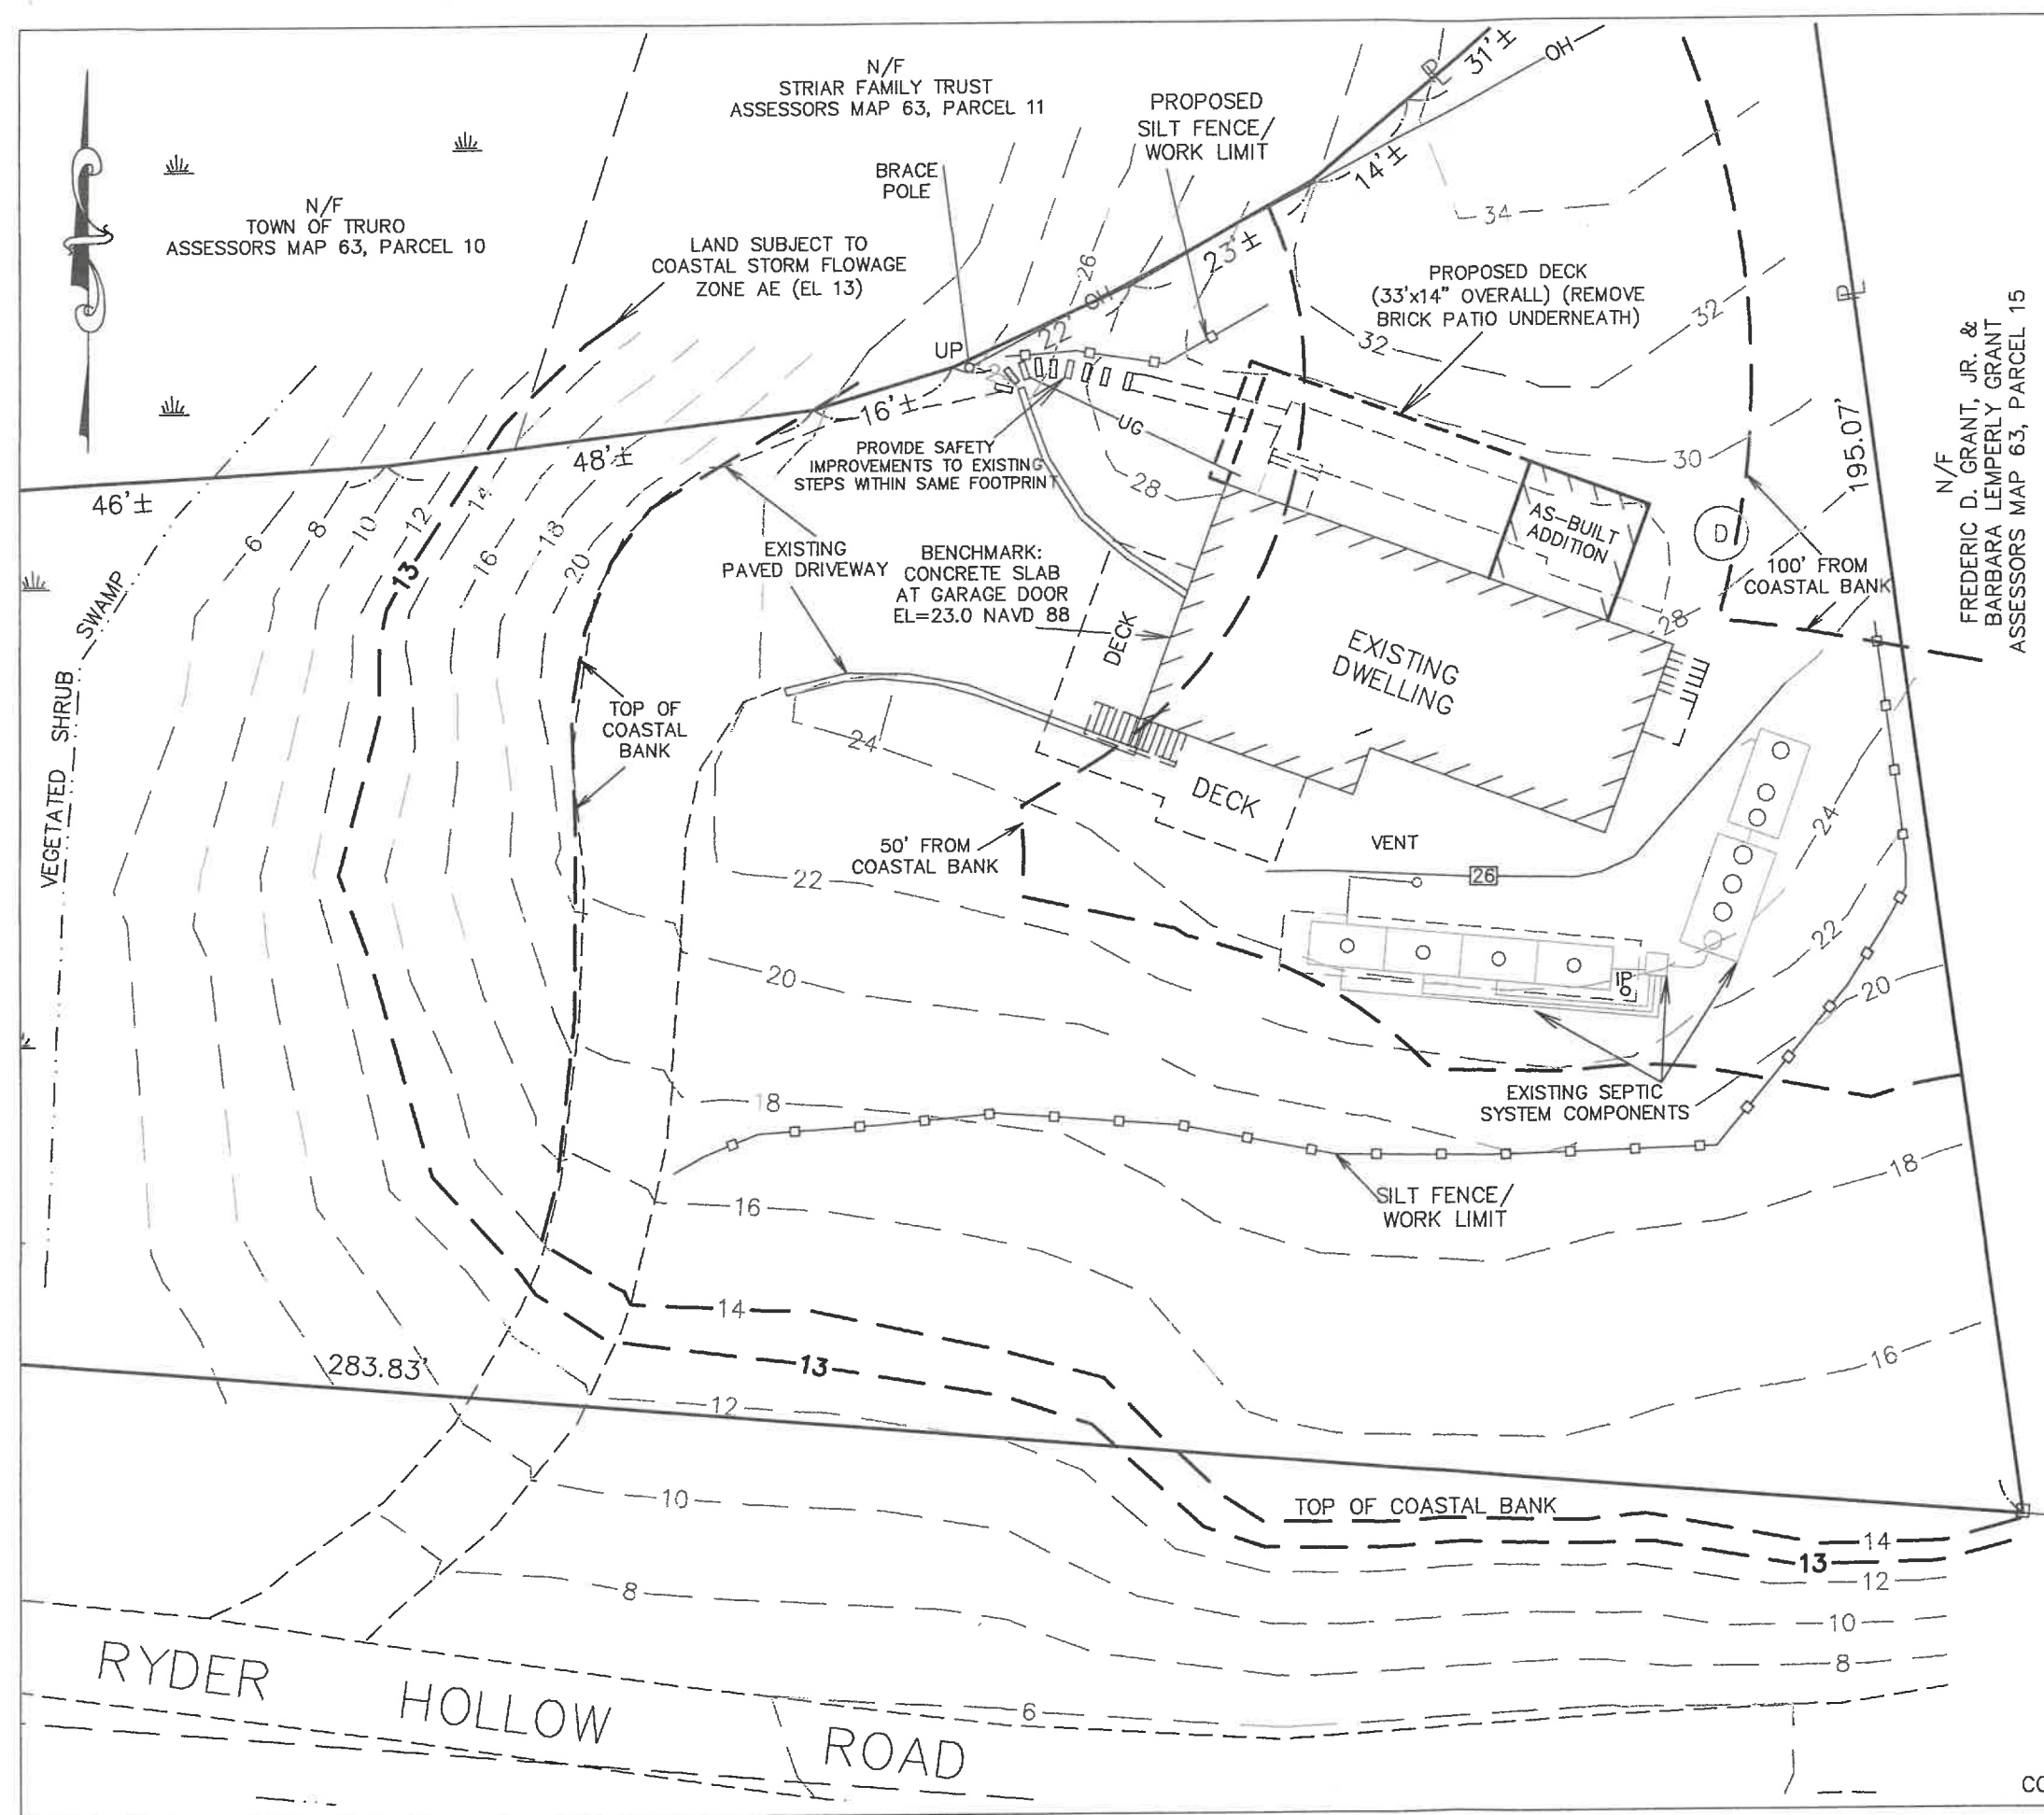 N/F
STRIAR FAMILY TRUST
ASSESSORS MAP 63, PARCEL 11
N/F
TOWN OF TRURO
ASSESSORS MAP 63, PARCEL 10
PROPOSED
SILT FENCE/
WORK LIMIT
BRACE
POLE
LAND SUBJECT TO
COASTAL STORM FLOWAGE
ZONE AE (EL 13)
31'±
OH
14'±
23'±
OH
22'
26
34
PROPOSED DECK
(33'x14" OVERALL) (REMOVE
BRICK PATIO UNDERNEATH)
32
32
30
UP
16'±
48'±
46'±
UG
28
PROVIDE SAFETY
IMPROVEMENTS TO EXISTING
STEPS WITHIN SAME FOOTPRINT
195.07'
N/F
FREDERIC D. GRANT, JR. &
BARBARA LEMPERLY GRANT
ASSESSORS MAP 63, PARCEL 15
6
8
10
12
13
14
16
18
20
EXISTING
PAVED DRIVEWAY
BENCHMARK:
CONCRETE SLAB
AT GARAGE DOOR
EL=23.0 NAVD 88
DECK
AS-BUILT
ADDITION
D
100' FROM
COASTAL BANK
28
EXISTING
DWELLING
VEGETATED SHRUB SWAMP
TOP OF
COASTAL
BANK
24
DECK
50' FROM
COASTAL BANK
VENT
26
24
22
22
20
IP
20
EXISTING SEPTIC
SYSTEM COMPONENTS
18
18
SILT FENCE/
WORK LIMIT
16
14
13
16
283.83'
12
10
TOP OF COASTAL BANK
14
13
12
8
10
8
6
RYDER HOLLOW ROAD